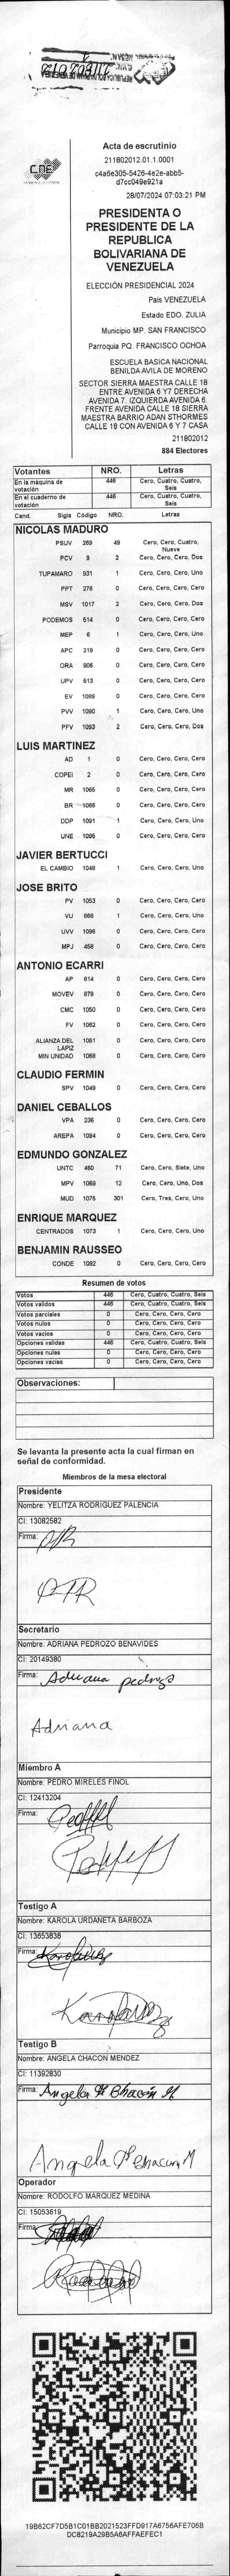 CNE
Acta de escrutinio
211802012.01.1.0001
c4a6e305-5426-4e2e-abb5-
d7cc049e921a
28/07/2024 07:03:21 PM
PRESIDENTA O
PRESIDENTE DE LA
REPUBLICA
BOLIVARIANA DE
VENEZUELA
ELECCIÓN PRESIDENCIAL 2024
Pais VENEZUELA
Estado EDO. ZULIA
Municipio MP. SAN FRANCISCO
Parroquia PQ. FRANCISCO OCHOA
ESCUELA BASICA NACIONAL
BENILDA AVILA DE MORENO
SECTOR SIERRA MAESTRA CALLE 18
ENTRE AVENIDA 6 Y7 DERECHA
AVENIDA 7. IZQUIERDA AVENIDA 6.
FRENTE AVENIDA CALLE 18 SIERRA
MAESTRA BARRIO ADAN STHORMES
CALLE 18 CON AVENIDA 6 Y 7 CASA
211802012
884 Electores
Votantes NRO. Letras
En la máquina de votación 446 Cero, Cuatro, Cuatro, Seis
En el cuaderno de votación 446 Cero, Cuatro, Cuatro, Seis
Cand. Sigla Código NRO. Letras
NICOLAS MADURO
PSUV 269 49 Cero, Cero, Cuatro, Nueve
PCV 9 2 Cero, Cero, Cero, Dos
TUPAMARO 931 1 Cero, Cero, Cero, Uno
PPT 276 0 Cero, Cero, Cero, Cero
MSV 1017 2 Cero, Cero, Cero, Dos
PODEMOS 514 0 Cero, Cero, Cero, Cero
MEP 6 1 Cero, Cero, Cero, Uno
APC 219 0 Cero, Cero, Cero, Cero
ORA 906 0 Cero, Cero, Cero, Cero
UPV 513 0 Cero, Cero, Cero, Cero
EV 1089 0 Cero, Cero, Cero, Cero
PVV 1090 1 Cero, Cero, Cero, Uno
PFV 1093 2 Cero, Cero, Cero, Dos
LUIS MARTINEZ
AD 1 0 Cero, Cero, Cero, Cero
COPEI 2 0 Cero, Cero, Cero, Cero
MR 1065 0 Cero, Cero, Cero, Cero
BR 1066 0 Cero, Cero, Cero, Cero
DDP 1091 1 Cero, Cero, Cero, Uno
UNE 1095 0 Cero, Cero, Cero, Cero
JAVIER BERTUCCI
EL CAMBIO 1048 1 Cero, Cero, Cero, Uno
JOSE BRITO
PV 1053 0 Cero, Cero, Cero, Cero
VU 888 1 Cero, Cero, Cero, Uno
UVV 1096 0 Cero, Cero, Cero, Cero
MPJ 458 0 Cero, Cero, Cero, Cero
ANTONIO ECARRI
AP 814 0 Cero, Cero, Cero, Cero
MOVEV 878 0 Cero, Cero, Cero, Cero
CMC 1050 0 Cero, Cero, Cero, Cero
FV 1062 0 Cero, Cero, Cero, Cero
ALIANZA DEL LAPIZ 1061 0 Cero, Cero, Cero, Cero
MIN UNIDAD 1068 0 Cero, Cero, Cero, Cero
CLAUDIO FERMIN
SPV 1049 0 Cero, Cero, Cero, Cero
DANIEL CEBALLOS
VPA 236 0 Cero, Cero, Cero, Cero
AREPA 1094 0 Cero, Cero, Cero, Cero
EDMUNDO GONZALEZ
UNTC 460 71 Cero, Cero, Siete, Uno
MPV 1069 12 Cero, Cero, Uno, Dos
MUD 1075 301 Cero, Tres, Cero, Uno
ENRIQUE MARQUEZ
CENTRADOS 1073 1 Cero, Cero, Cero, Uno
BENJAMIN RAUSSEO
CONDE 1092 0 Cero, Cero, Cero, Cero
Resumen de votos
Votos 446 Cero, Cuatro, Cuatro, Seis
Votos validos 446 Cero, Cuatro, Cuatro, Seis
Votos parciales 0 Cero, Cero, Cero, Cero
Votos nulos 0 Cero, Cero, Cero, Cero
Votos vacios 0 Cero, Cero, Cero, Cero
Opciones validas 446 Cero, Cuatro, Cuatro, Seis
Opciones nulas 0 Cero, Cero, Cero, Cero
Opciones vacias 0 Cero, Cero, Cero, Cero
Observaciones:
Se levanta la presente acta la cual firman en
señal de conformidad.
Miembros de la mesa electoral
Presidente
Nombre: YELITZA RODRIGUEZ PALENCIA
CI: 13082582
Firma:
Secretario
Nombre: ADRIANA PEDROZO BENAVIDES
CI: 20149380
Firma: Adriana pedrozo
Adriana
Miembro A
Nombre: PEDRO MIRELES FINOL
CI: 12413204
Firma:
Testigo A
Nombre: KAROLA URDANETA BARBOZA
CI: 13653838
Firma:
Testigo B
Nombre: ANGELA CHACON MENDEZ
CI: 11392830
Firma: Angela M Chacón M
Angela M Chacon M
Operador
Nombre: RODOLFO MARQUEZ MEDINA
CI: 15053619
Firma:
19B62CF7D5B1C01BB2021523FFD917A6756AFE706B
DC8219A29B5A6AFFAEFEC1